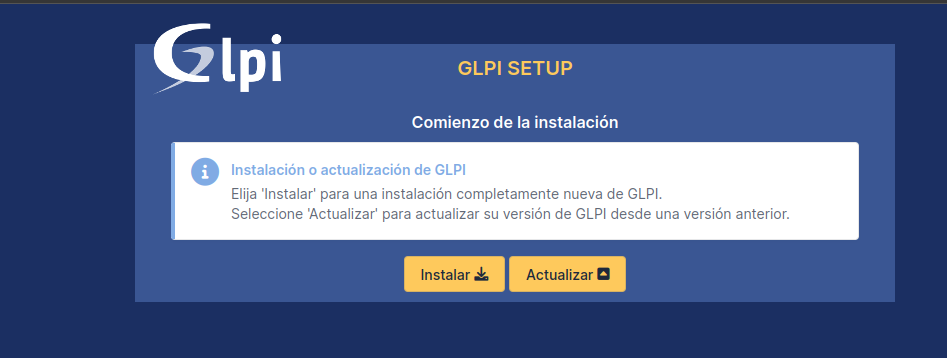 Glpi
GLPI SETUP
Comienzo de la instalación
Instalación o actualización de GLPI
Elija 'Instalar' para una instalación completamente nueva de GLPI.
Seleccione 'Actualizar' para actualizar su versión de GLPI desde una versión anterior.
Instalar
Actualizar